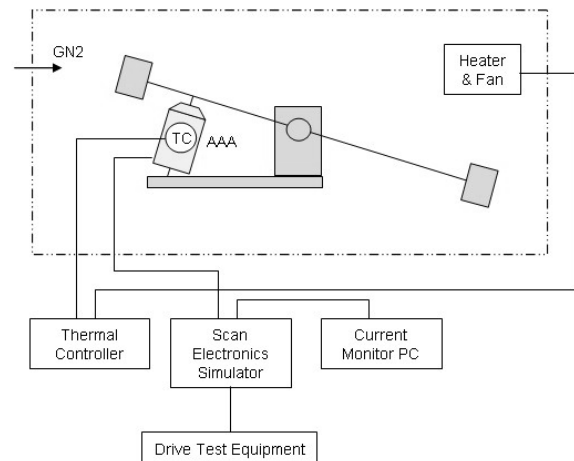 GN2
Heater
& Fan
TC
AAA
Thermal
Controller
Scan
Electronics
Simulator
Current
Monitor PC
Drive Test Equipment